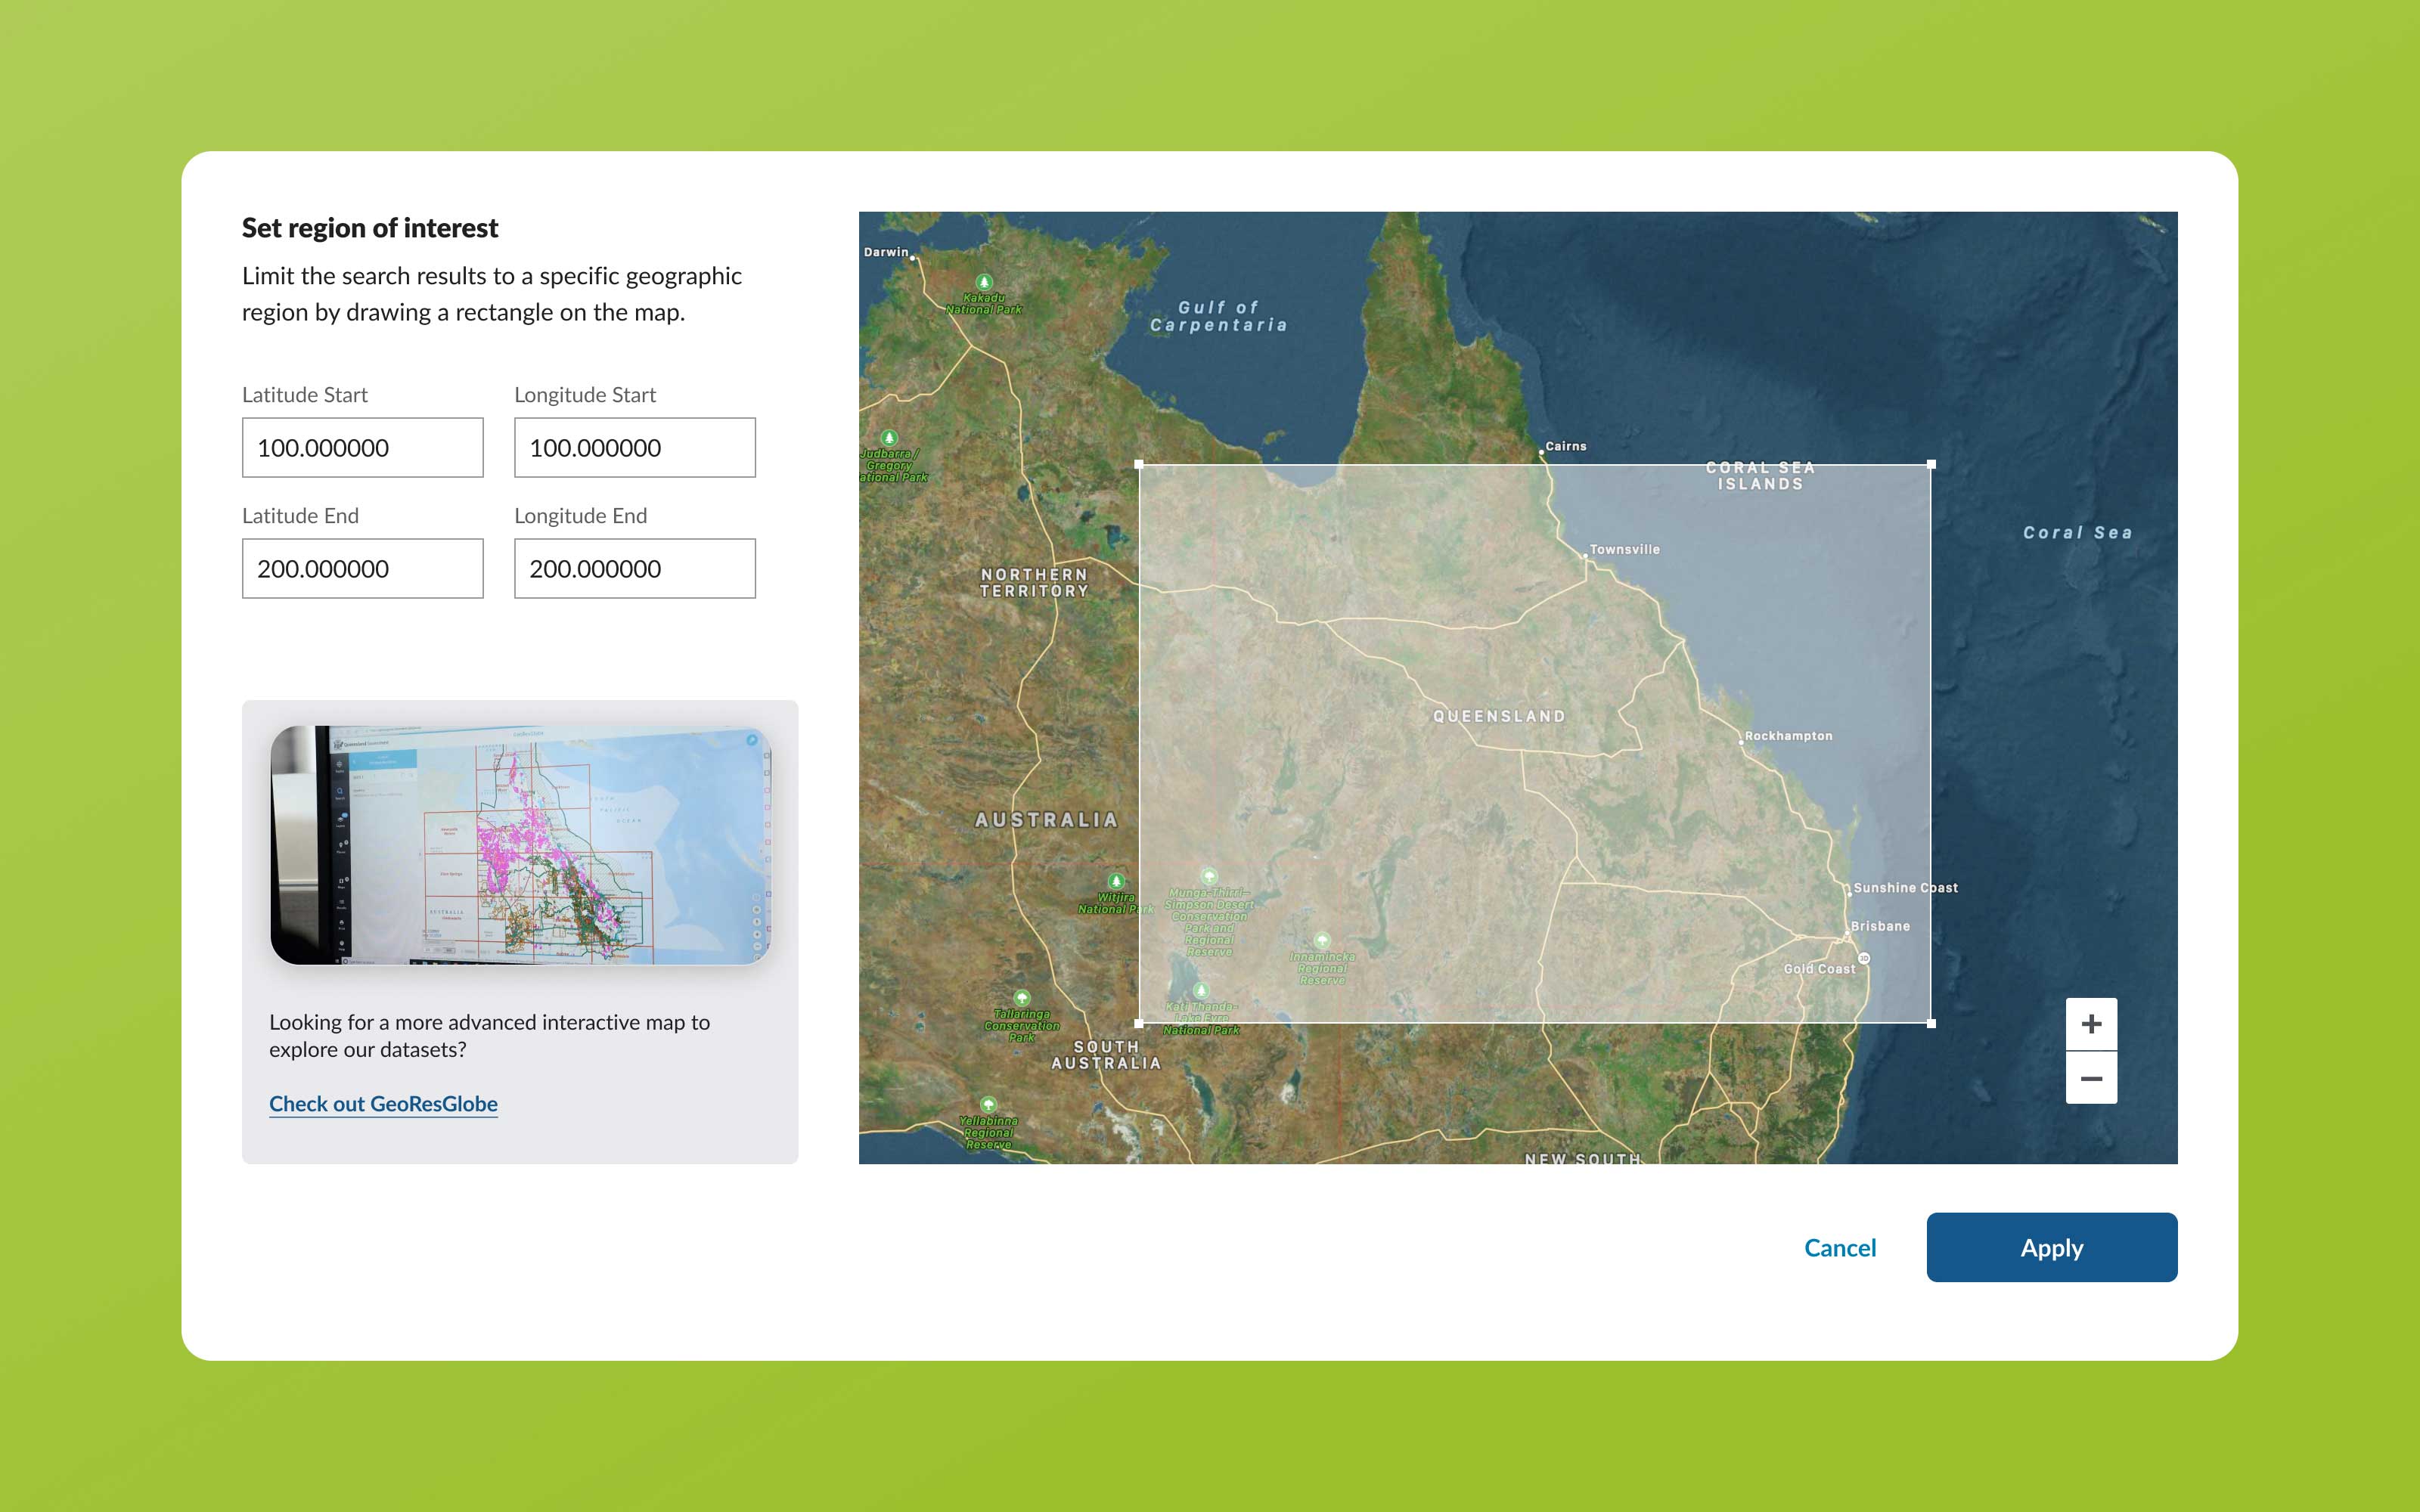 Set region of interest
Limit the search results to a specific geographic
region by drawing a rectangle on the map.
Latitude Start
Longitude Start
100.000000
100.000000
Latitude End
Longitude End
200.000000
200.000000
Looking for a more advanced interactive map to
explore our datasets?
Check out GeoResGlobe
Darwin
Kakadu
National Park
Gulf of
Carpentaria
Judbarra /
Gregory
ational Park
Cairns
CORAL SEA
ISLANDS
Coral Sea
Townsville
NORTHERN
TERRITORY
QUEENSLAND
Rockhampton
AUSTRALIA
Witjira
National Park
Munga-Thirri–
Simpson Desert
Conservation
Park and
Regional
Reserve
Innamincka
Regional
Reserve
Sunshine Coast
Brisbane
Gold Coast
3D
Kati Thanda–
Lake Eyre
National Park
Tallaringa
Conservation
Park
SOUTH
AUSTRALIA
Yellabinna
Regional
Reserve
NEW SOUTH
+
−
Cancel
Apply